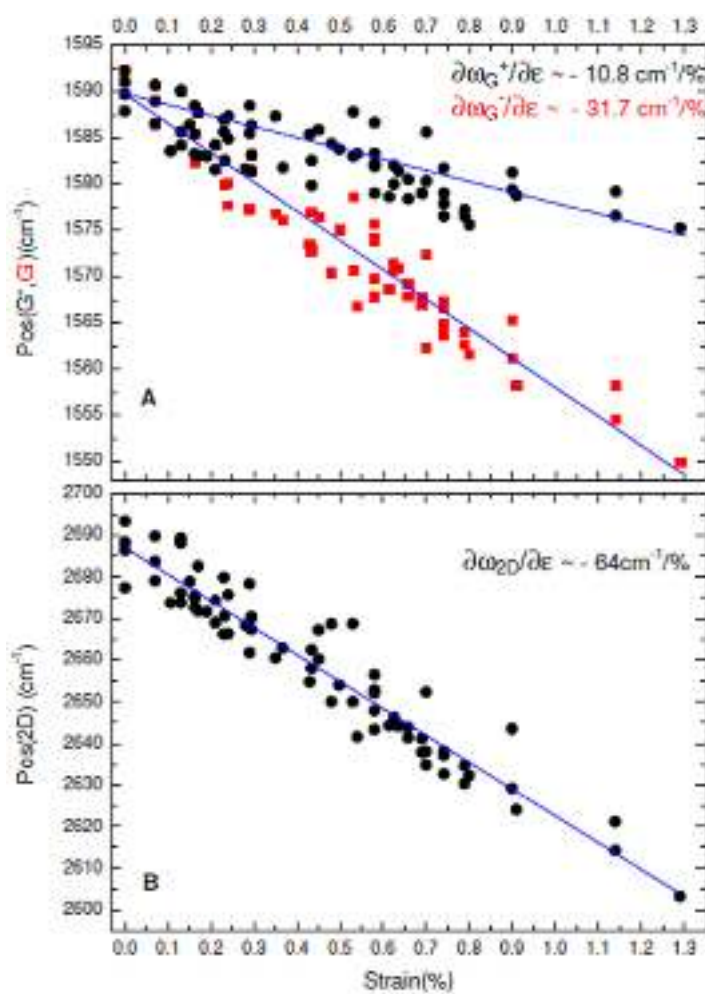 0.0 0.1 0.2 0.3 0.4 0.5 0.6 0.7 0.8 0.9 1.0 1.1 1.2 1.3
1595
1590
1585
1580
1575
1570
1565
1560
1555
1550
Pos(G⁺,G⁻)(cm⁻¹)
∂ω_G⁺/∂ε ~ - 10.8 cm⁻¹/%
∂ω_G⁻/∂ε ~ - 31.7 cm⁻¹/%
A
2700
2690
2680
2670
2660
2650
2640
2630
2620
2610
2600
Pos(2D) (cm⁻¹)
∂ω₂D/∂ε ~ - 64cm⁻¹/%
B
0.0 0.1 0.2 0.3 0.4 0.5 0.6 0.7 0.8 0.9 1.0 1.1 1.2 1.3
Strain(%)